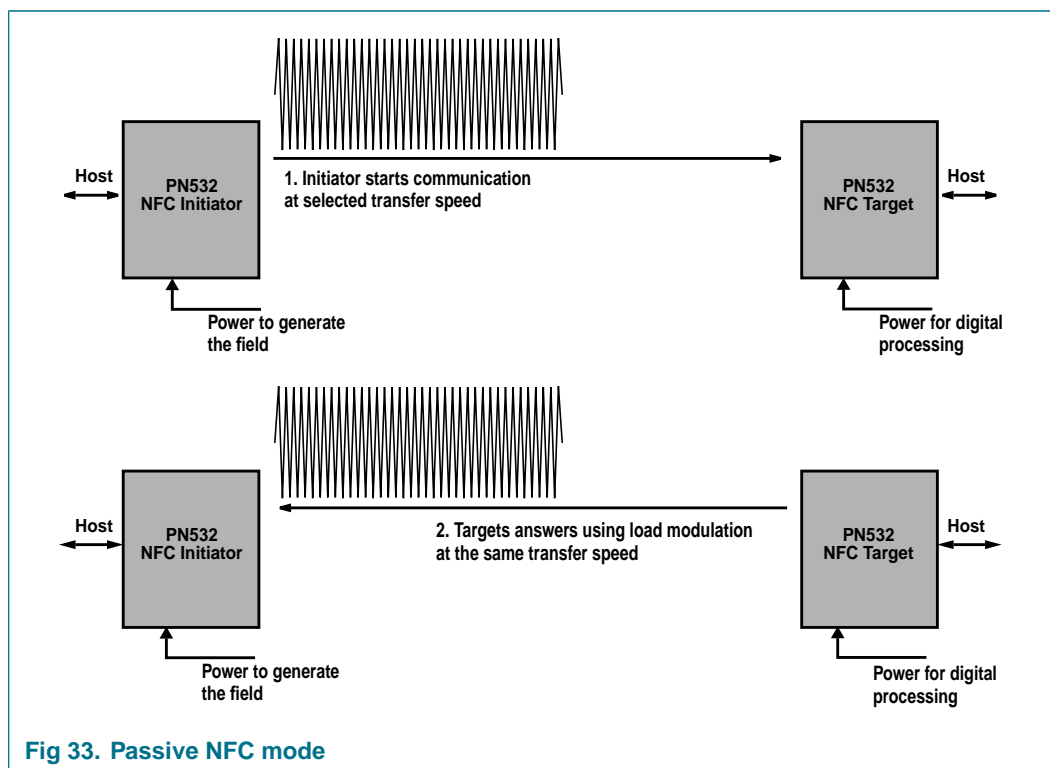 Host
PN532
NFC Initiator
1. Initiator starts communication
at selected transfer speed
PN532
NFC Target
Host
Power to generate
the field
Power for digital
processing
Host
PN532
NFC Initiator
2. Targets answers using load modulation
at the same transfer speed
PN532
NFC Target
Host
Power to generate
the field
Power for digital
processing
Fig 33. Passive NFC mode